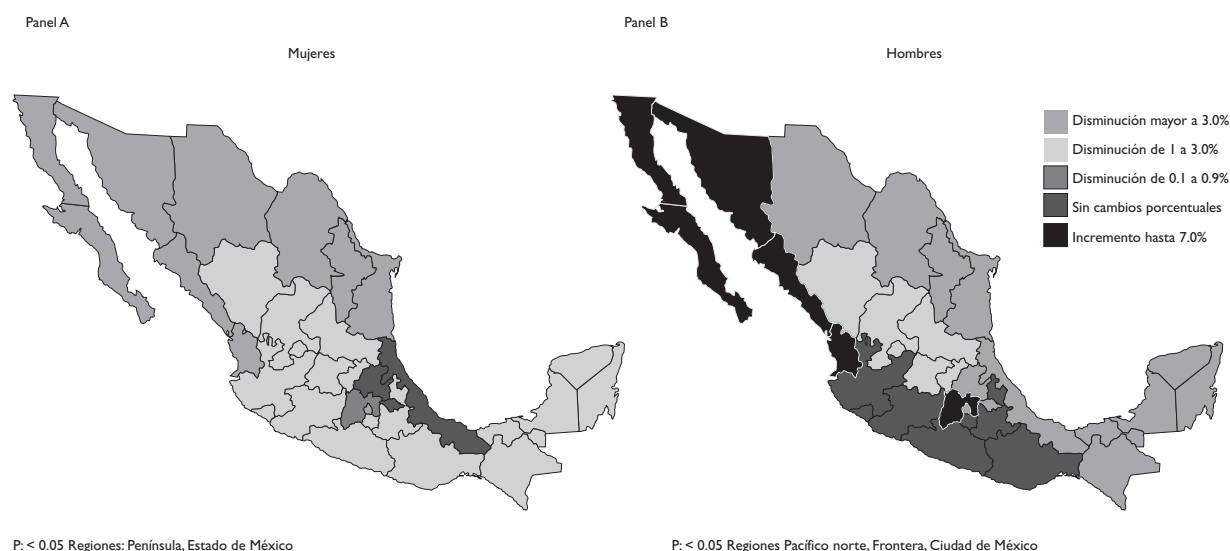 Panel A
Panel B
Mujeres
Hombres
Disminución mayor a 3.0%
Disminución de 1 a 3.0%
Disminución de 0.1 a 0.9%
Sin cambios porcentuales
Incremento hasta 7.0%
P: < 0.05 Regiones: Península, Estado de México
P: < 0.05 Regiones Pacífico norte, Frontera, Ciudad de México